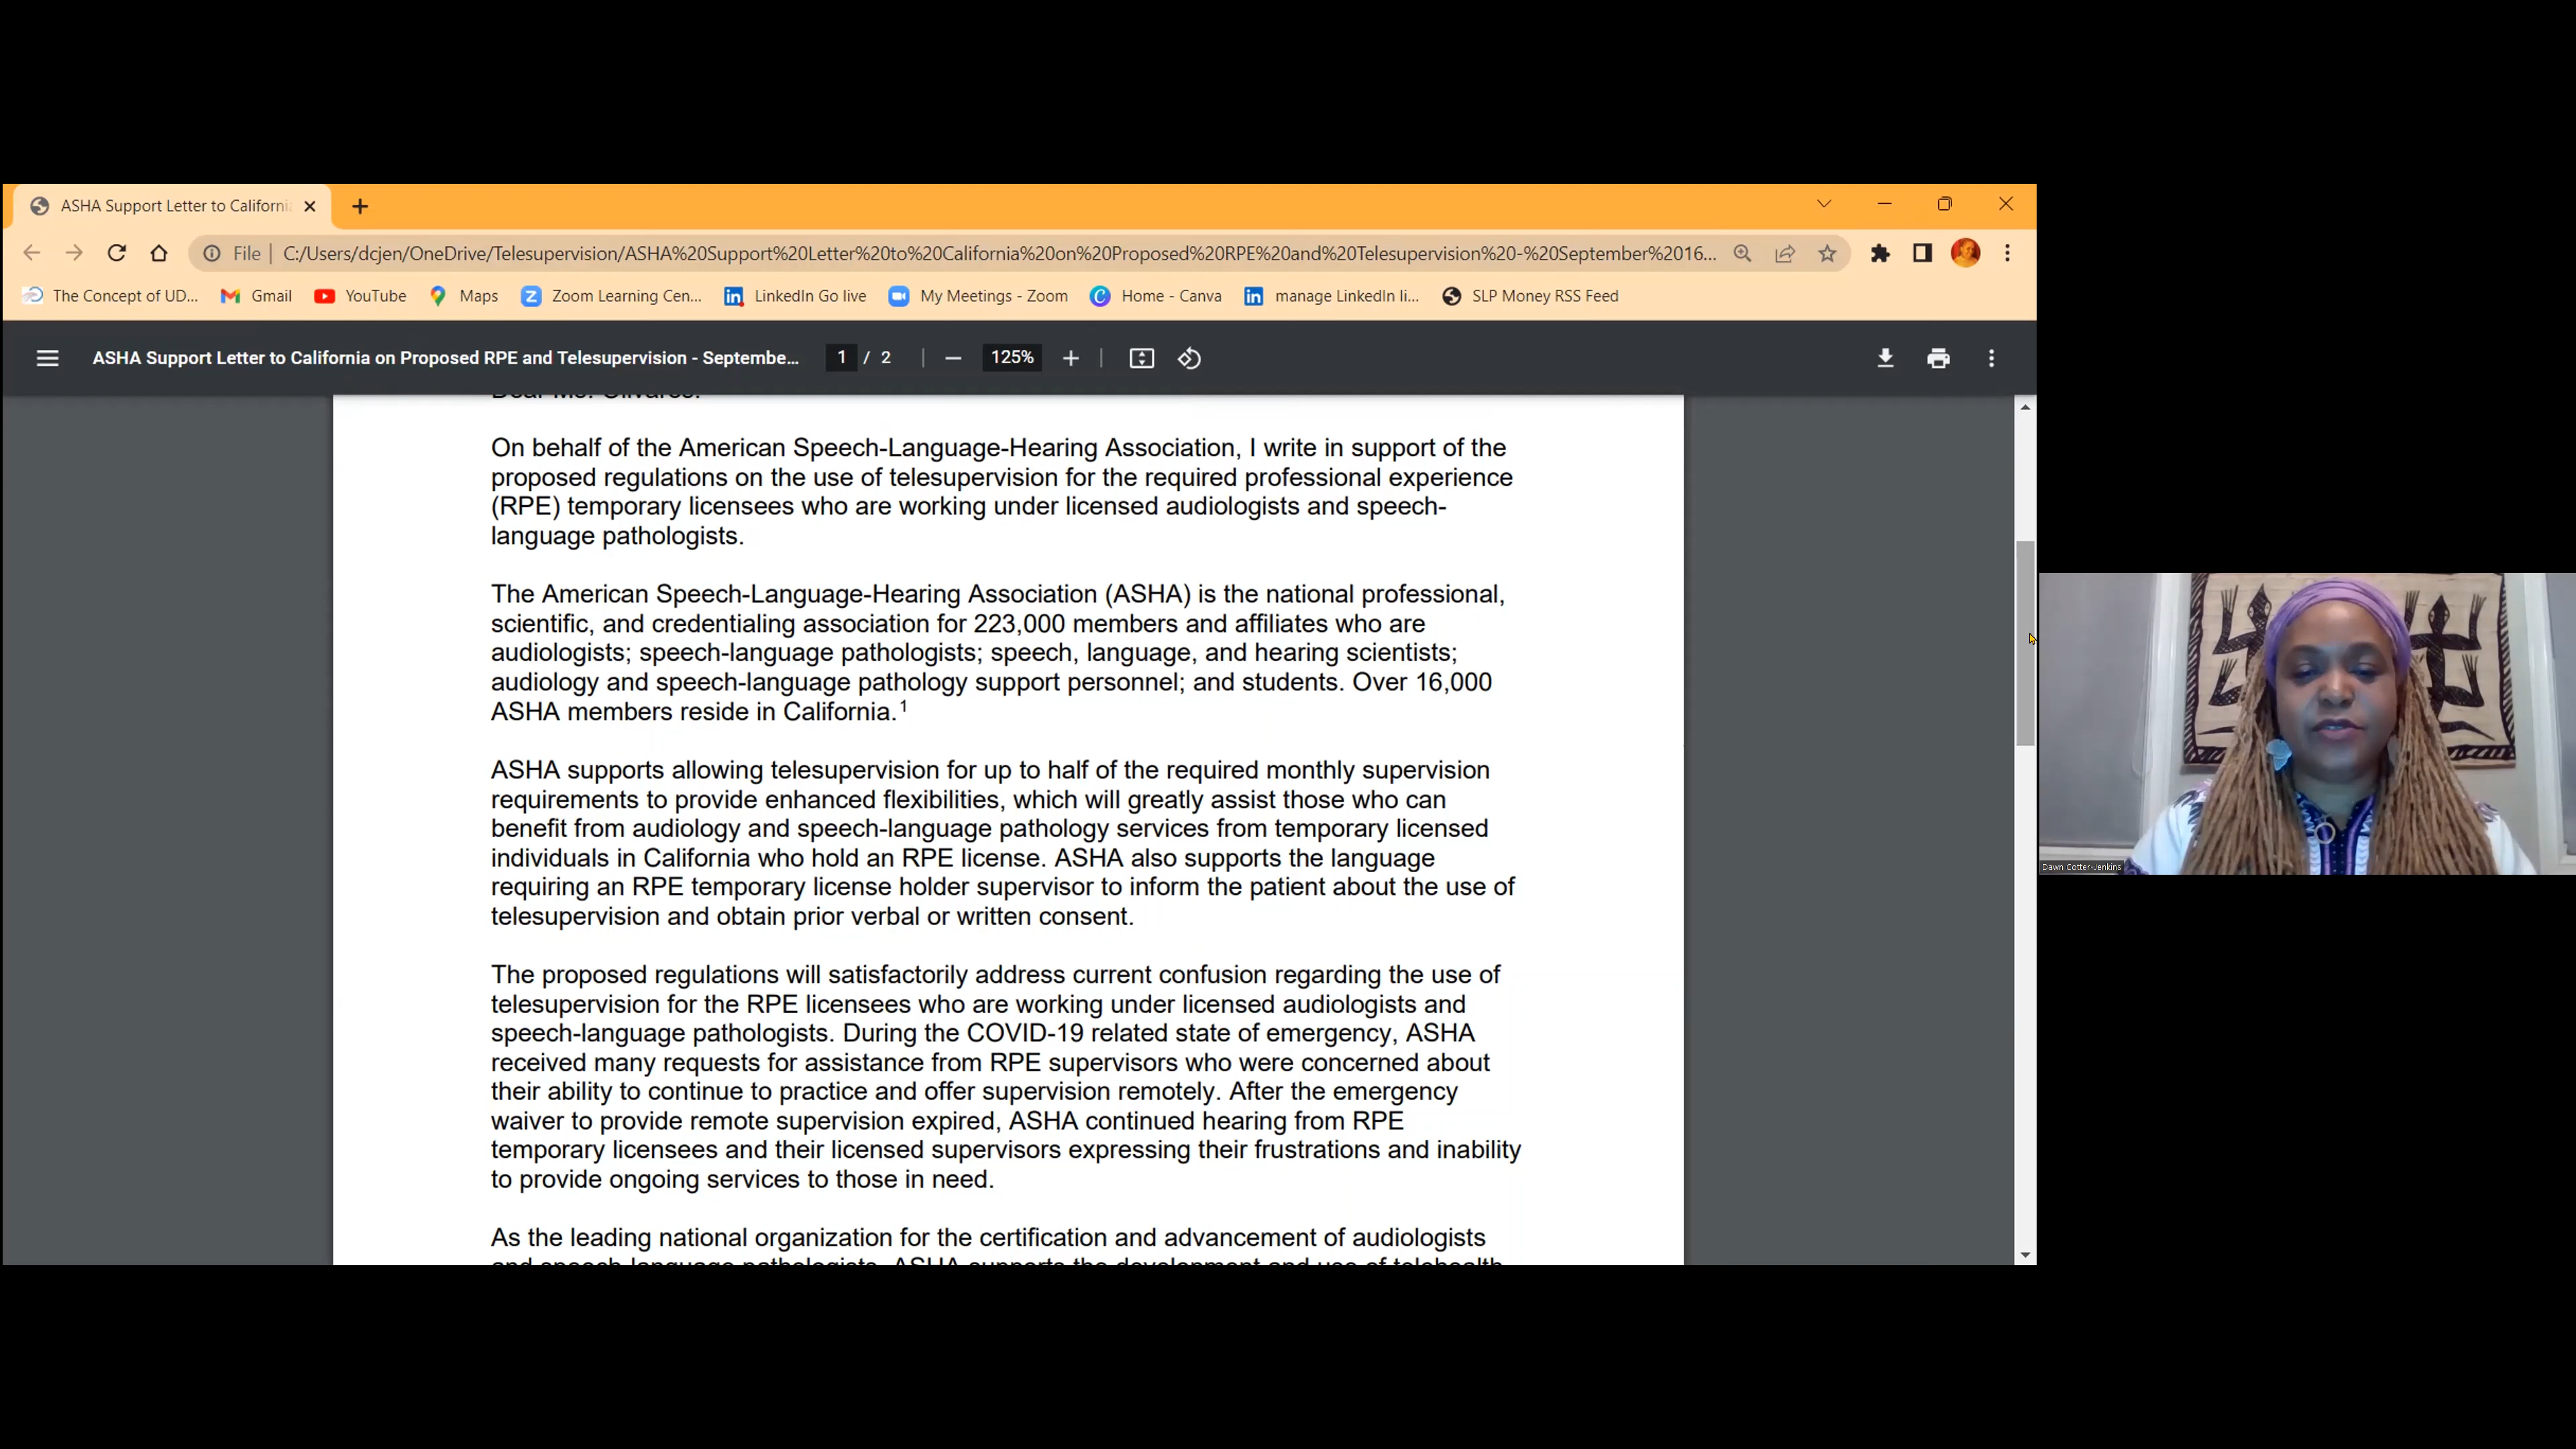 ASHA Support Letter to Californi
File | C:/Users/dcjen/OneDrive/Telesupervision/ASHA%20Support%20Letter%20to%20California%20on%20Proposed%20RPE%20and%20Telesupervision%20-%20September%2016...
The Concept of UD... Gmail YouTube Maps Zoom Learning Cen... LinkedIn Go live My Meetings - Zoom Home - Canva manage LinkedIn li... SLP Money RSS Feed
ASHA Support Letter to California on Proposed RPE and Telesupervision - Septembe... 1 / 2 125%
Dear Ms. Olivares:
On behalf of the American Speech-Language-Hearing Association, I write in support of the
proposed regulations on the use of telesupervision for the required professional experience
(RPE) temporary licensees who are working under licensed audiologists and speech-
language pathologists.
The American Speech-Language-Hearing Association (ASHA) is the national professional,
scientific, and credentialing association for 223,000 members and affiliates who are
audiologists; speech-language pathologists; speech, language, and hearing scientists;
audiology and speech-language pathology support personnel; and students. Over 16,000
ASHA members reside in California.1
ASHA supports allowing telesupervision for up to half of the required monthly supervision
requirements to provide enhanced flexibilities, which will greatly assist those who can
benefit from audiology and speech-language pathology services from temporary licensed
individuals in California who hold an RPE license. ASHA also supports the language
requiring an RPE temporary license holder supervisor to inform the patient about the use of
telesupervision and obtain prior verbal or written consent.
The proposed regulations will satisfactorily address current confusion regarding the use of
telesupervision for the RPE licensees who are working under licensed audiologists and
speech-language pathologists. During the COVID-19 related state of emergency, ASHA
received many requests for assistance from RPE supervisors who were concerned about
their ability to continue to practice and offer supervision remotely. After the emergency
waiver to provide remote supervision expired, ASHA continued hearing from RPE
temporary licensees and their licensed supervisors expressing their frustrations and inability
to provide ongoing services to those in need.
As the leading national organization for the certification and advancement of audiologists
and speech-language pathologists, ASHA supports the development and use of telehealth
Dawn Cotter-Jenkins